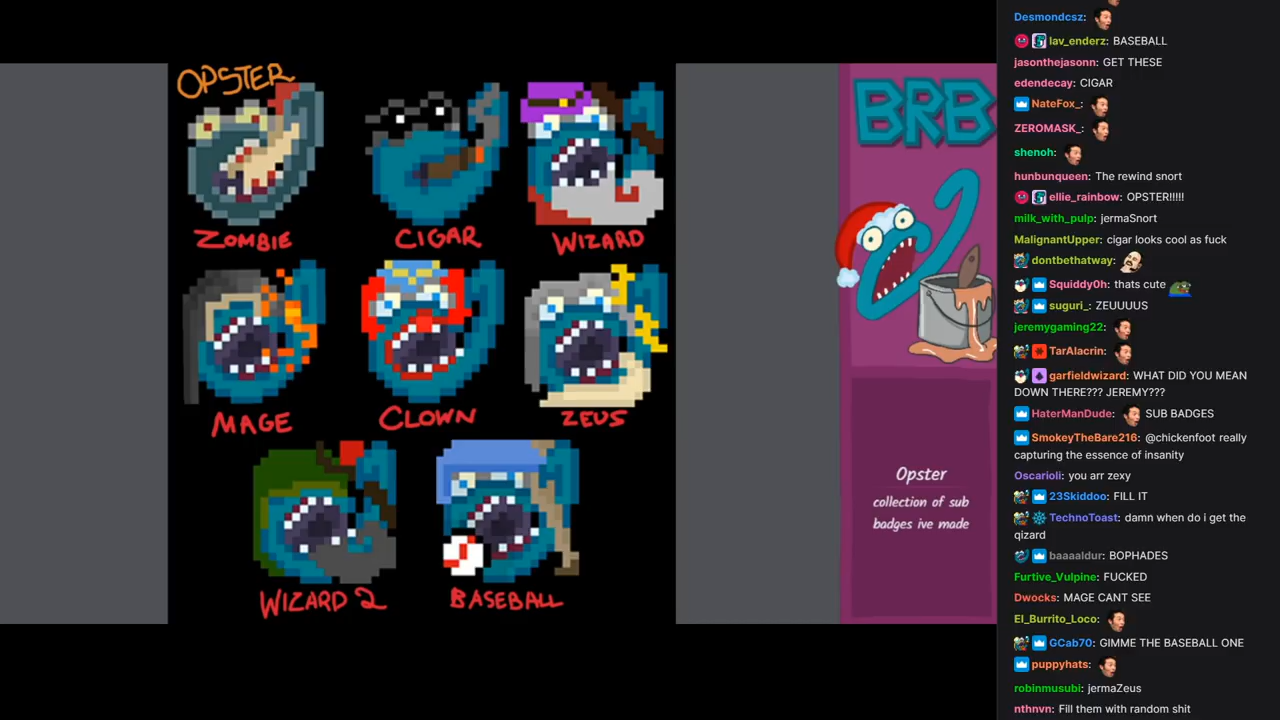 OPSTER
ZOMBIE
CIGAR
WIZARD
MAGE
CLOWN
ZEUS
WIZARD 2
BASEBALL
BRB
Opster
collection of sub
badges ive made
Desmondcsz:
lav_enderz: BASEBALL
jasonthejasonn: GET THESE
edendecay: CIGAR
NateFox_:
ZEROMASK_:
shenoh:
hunbunqueen: The rewind snort
ellie_rainbow: OPSTER!!!!!
milk_with_pulp: jermaSnort
MalignantUpper: cigar looks cool as fuck
dontbethatway:
Squiddy0h: thats cute
suguri_: ZEUUUUS
jeremygaming22:
TarAlacrin:
garfieldwizard: WHAT DID YOU MEAN
DOWN THERE??? JEREMY???
HaterManDude: SUB BADGES
SmokeyTheBare216: @chickenfoot really
capturing the essence of insanity
Oscarioli: you arr zexy
23Skiddoo: FILL IT
TechnoToast: damn when do i get the
qizard
baaaaldur: BOPHADES
Furtive_Vulpine: FUCKED
Dwocks: MAGE CANT SEE
El_Burrito_Loco:
GCab70: GIMME THE BASEBALL ONE
puppyhats:
robinmusubi: jermaZeus
nthnvn: Fill them with random shit